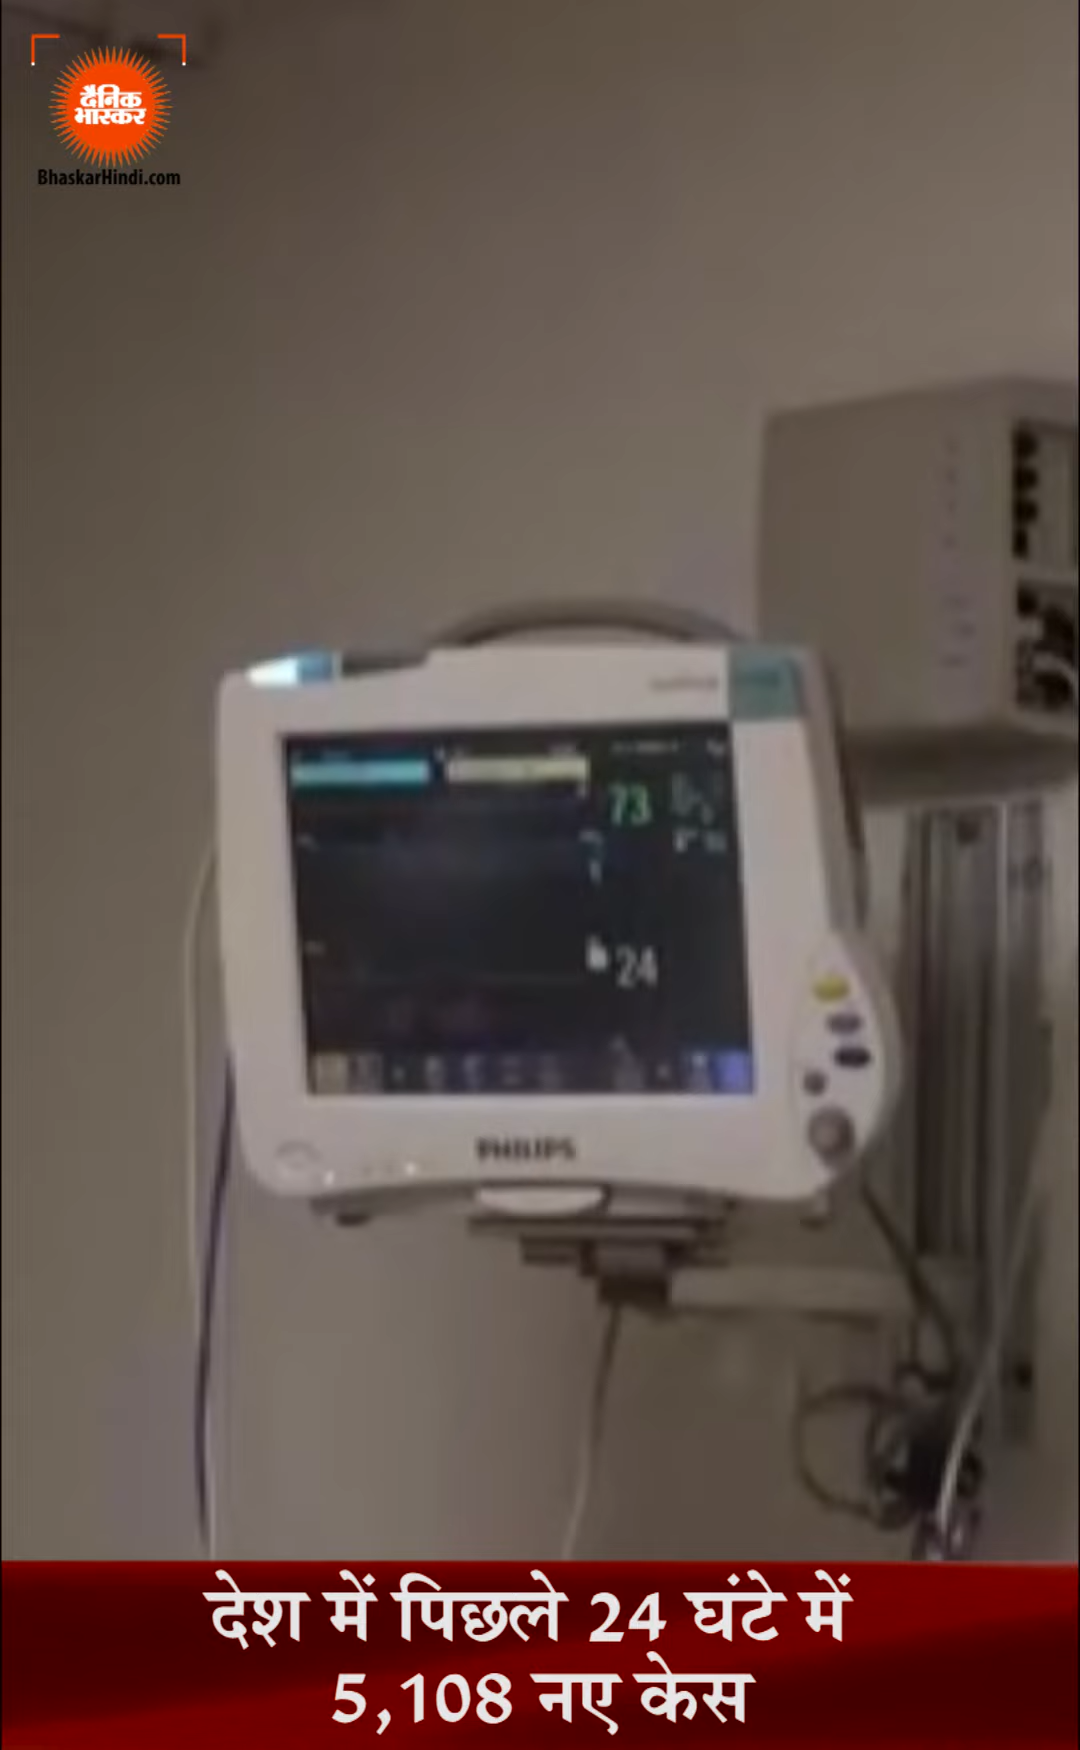 दैनिक
भास्कर
BhaskarHindi.com
73
24
PHILIPS
देश में पिछले 24 घंटे में
5,108 नए केस